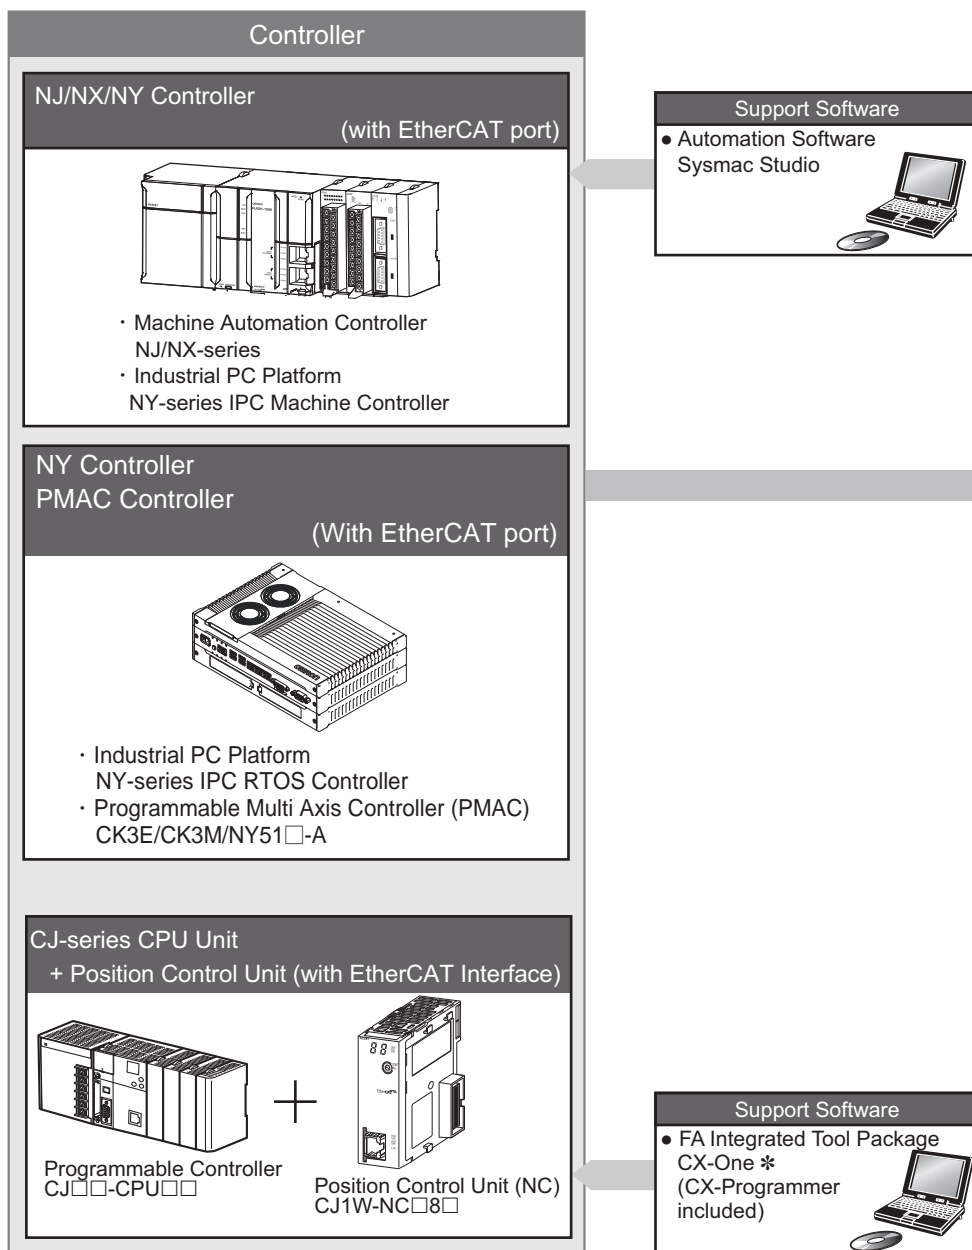 Controller
NJ/NX/NY Controller
(with EtherCAT port)
・Machine Automation Controller
NJ/NX-series
・Industrial PC Platform
NY-series IPC Machine Controller
Support Software
● Automation Software
Sysmac Studio
NY Controller
PMAC Controller
(With EtherCAT port)
・Industrial PC Platform
NY-series IPC RTOS Controller
・Programmable Multi Axis Controller (PMAC)
CK3E/CK3M/NY51□-A
CJ-series CPU Unit
+ Position Control Unit (with EtherCAT Interface)
Programmable Controller
CJ□□-CPU□□
+
Position Control Unit (NC)
CJ1W-NC□8□
Support Software
● FA Integrated Tool Package
CX-One ✻
(CX-Programmer
included)